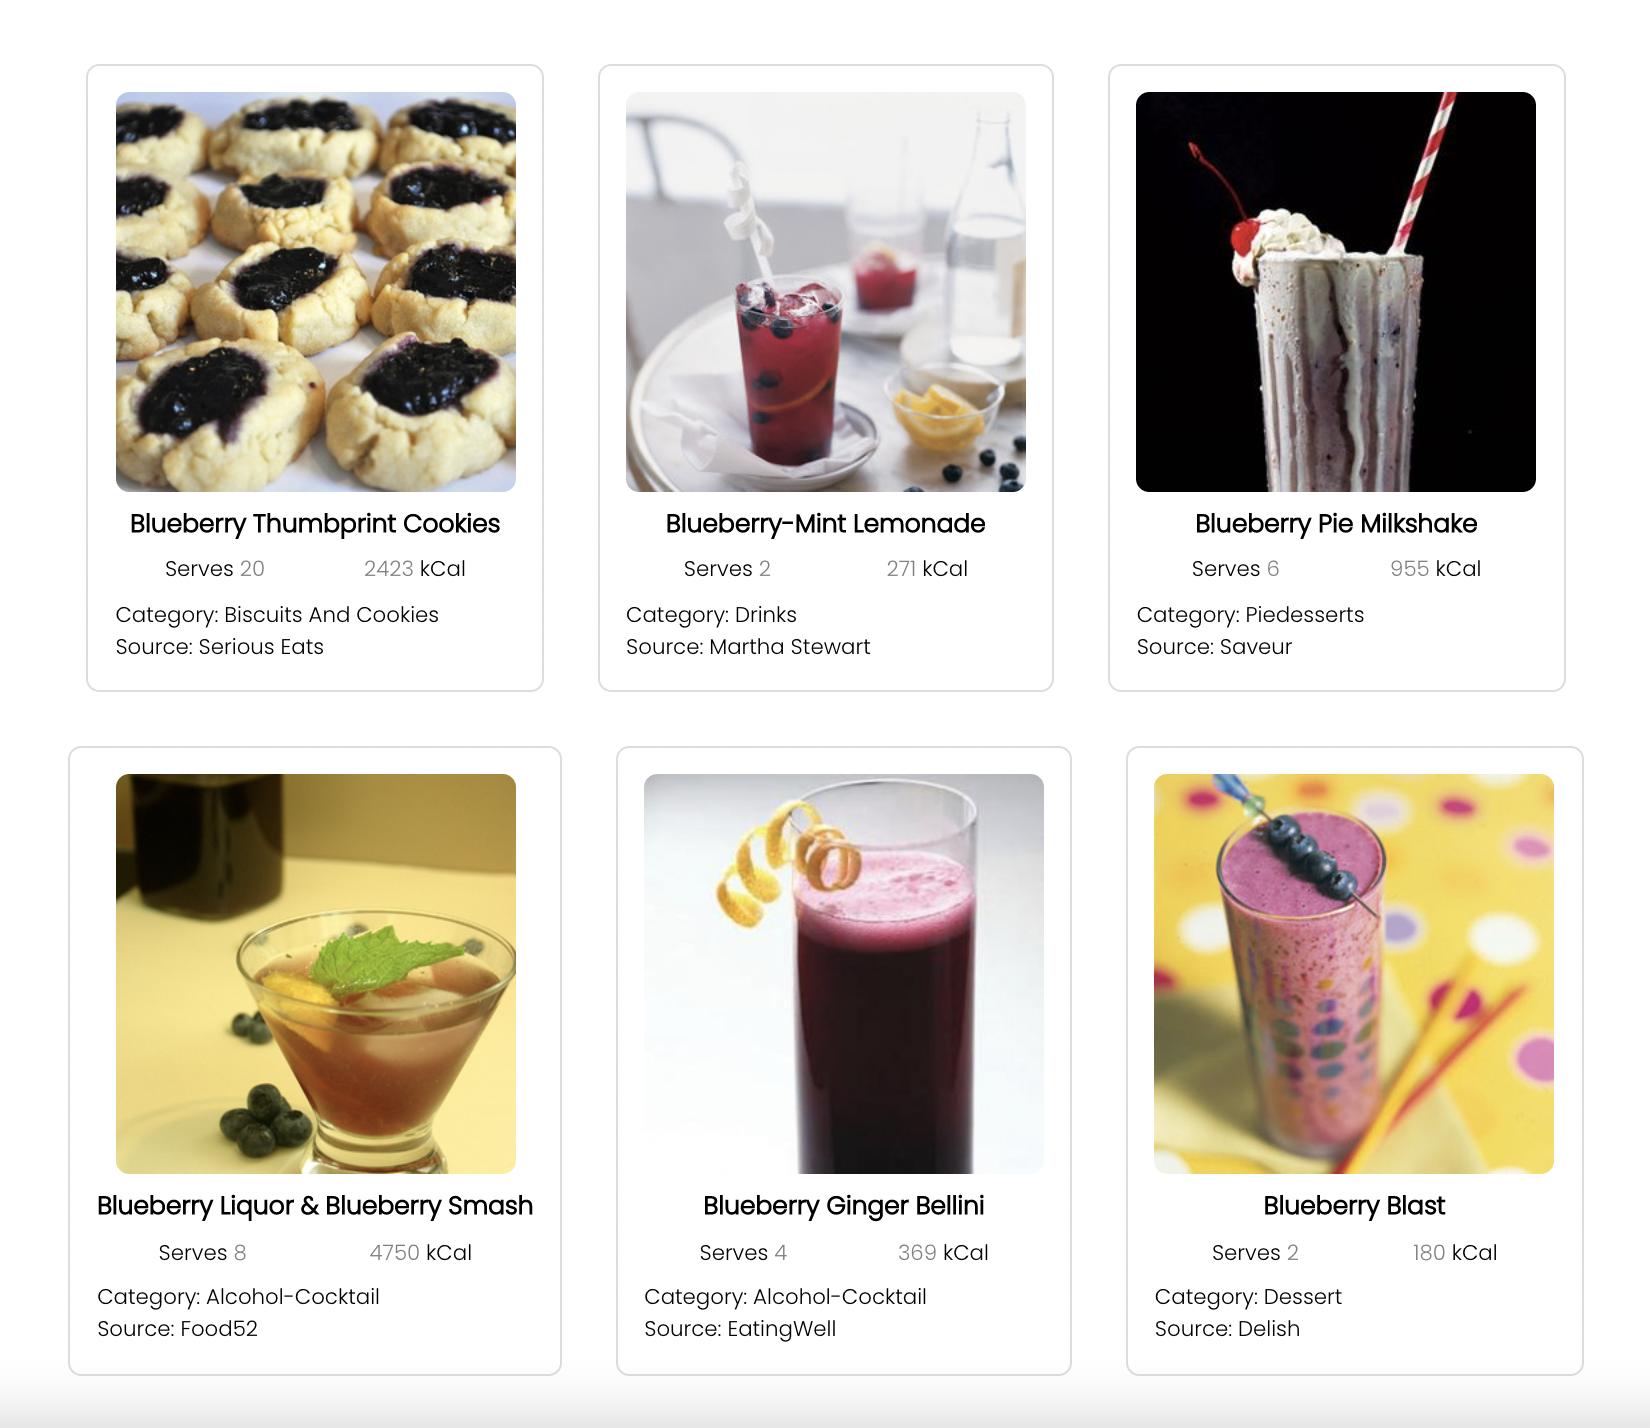 Blueberry Thumbprint Cookies
Serves 20 2423 kCal
Category: Biscuits And Cookies
Source: Serious Eats
Blueberry-Mint Lemonade
Serves 2 271 kCal
Category: Drinks
Source: Martha Stewart
Blueberry Pie Milkshake
Serves 6 955 kCal
Category: Piedesserts
Source: Saveur
Blueberry Liquor & Blueberry Smash
Serves 8 4750 kCal
Category: Alcohol-Cocktail
Source: Food52
Blueberry Ginger Bellini
Serves 4 369 kCal
Category: Alcohol-Cocktail
Source: EatingWell
Blueberry Blast
Serves 2 180 kCal
Category: Dessert
Source: Delish